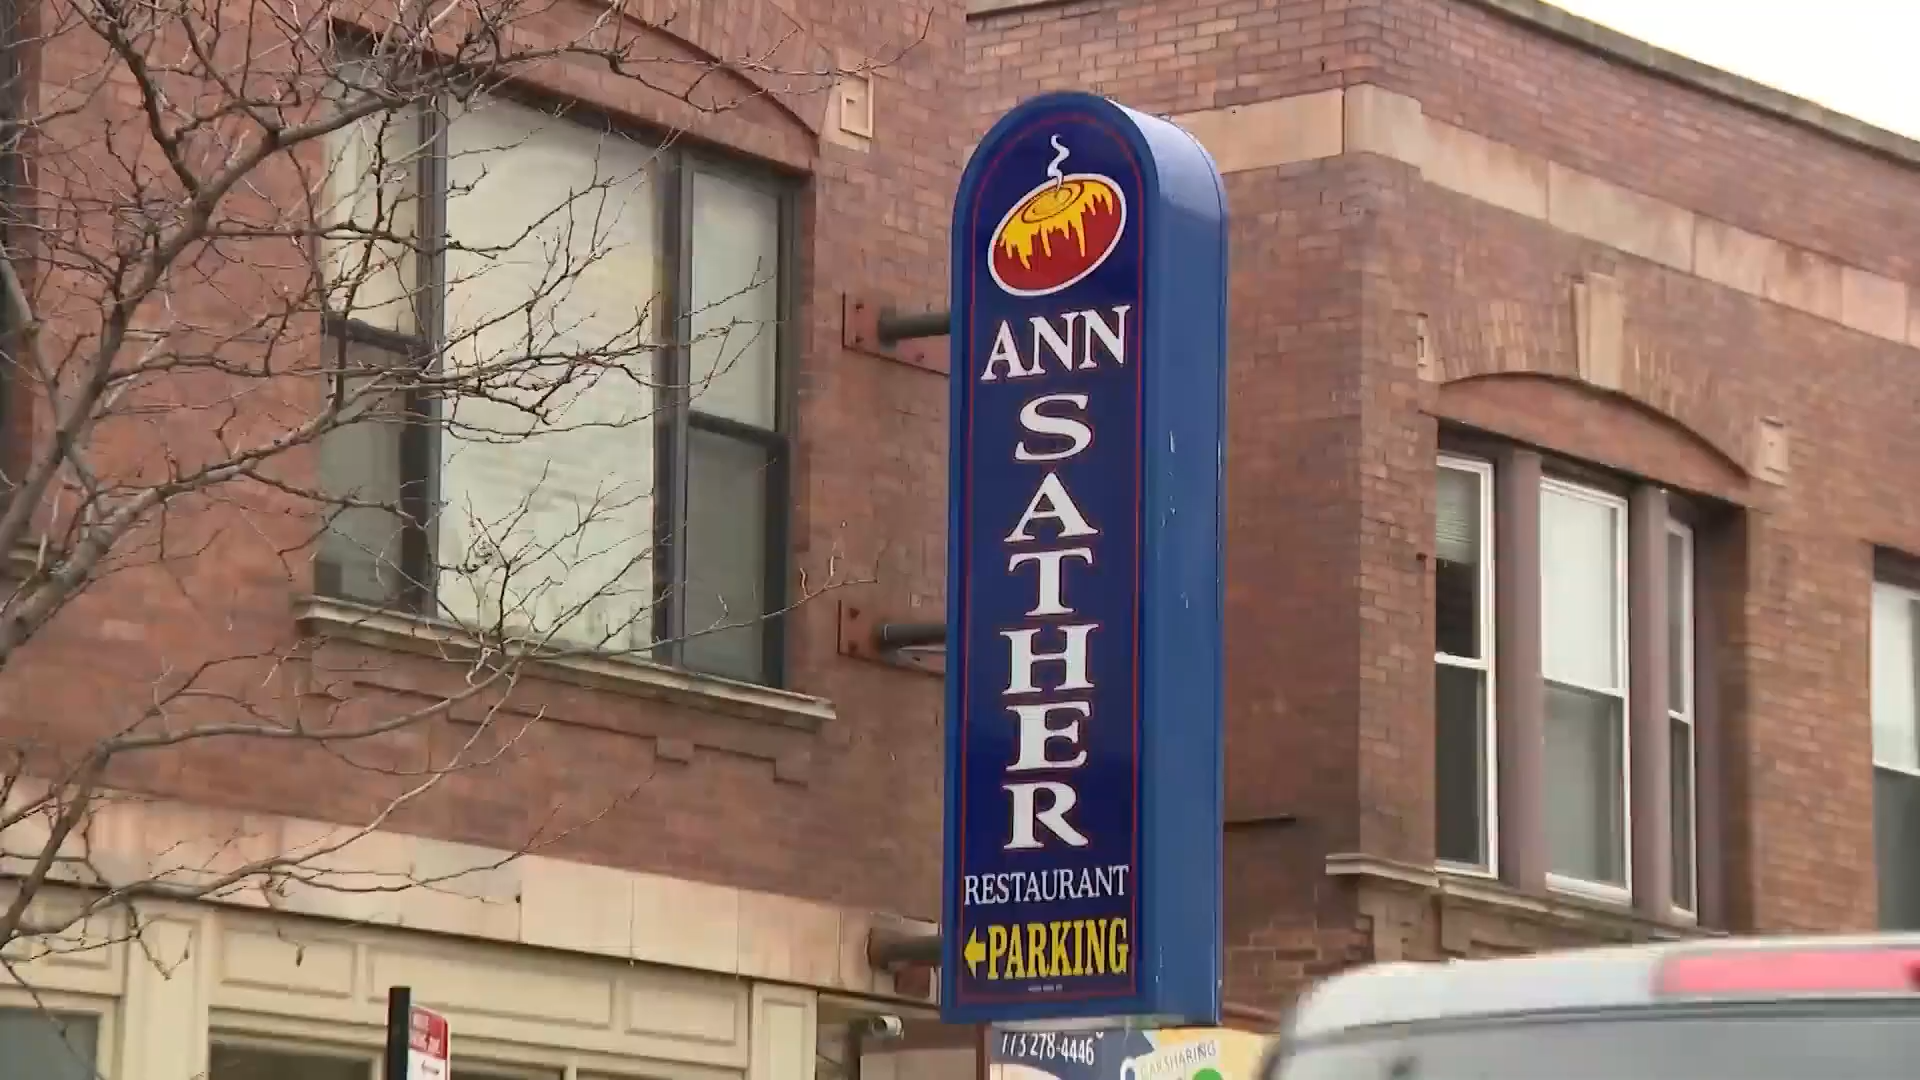 ANN
SATHER
RESTAURANT
←PARKING
773 278-4446
CARSHARING